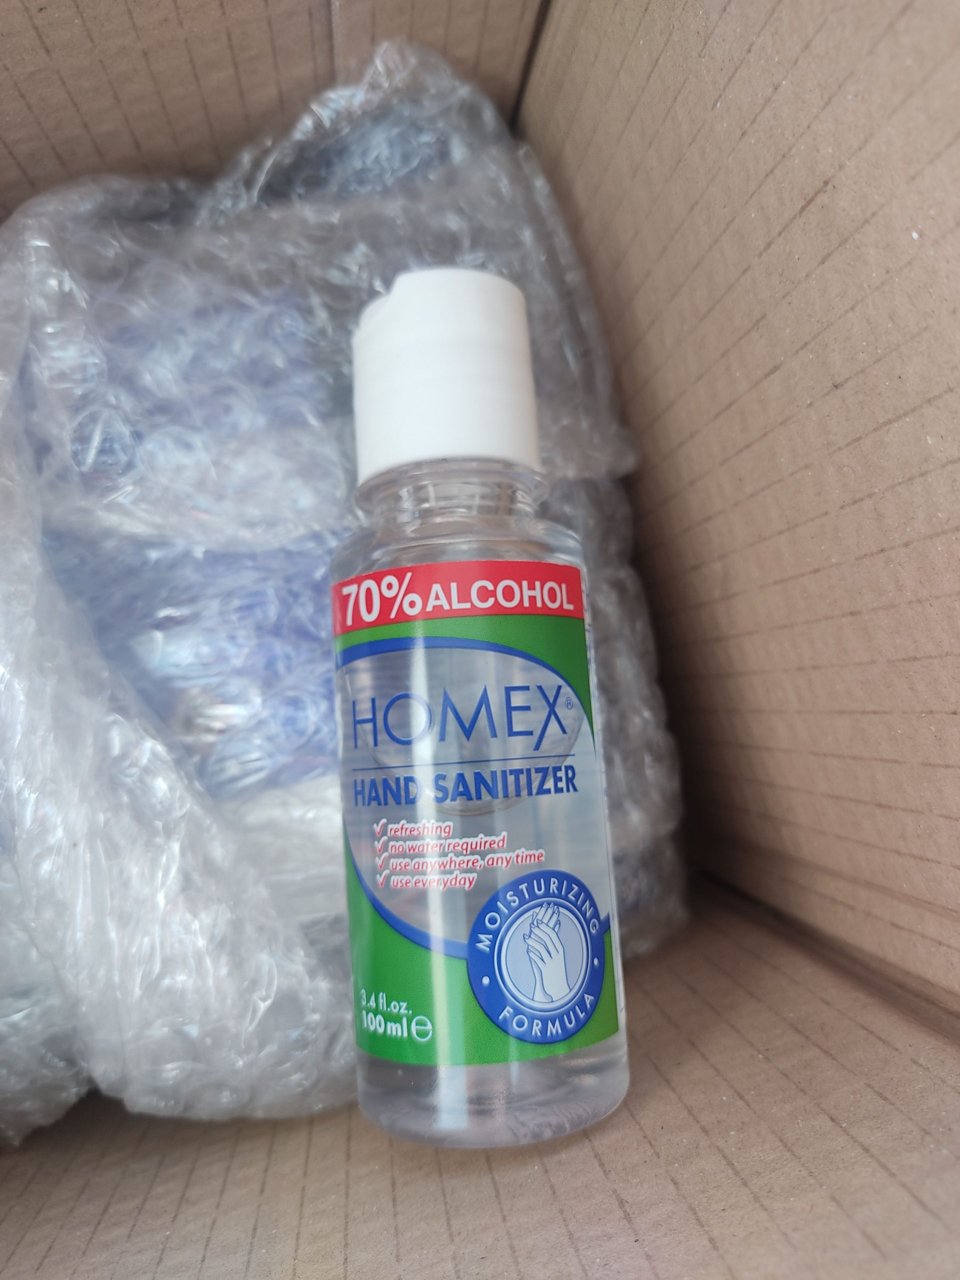 70% ALCOHOL
HOMEX®
HAND SANITIZER
✓ refreshing
✓ no water required
✓ use anywhere, any time
✓ use everyday
MOISTURIZING
• •
FORMULA
3.4 fl.oz.
100ml ℮